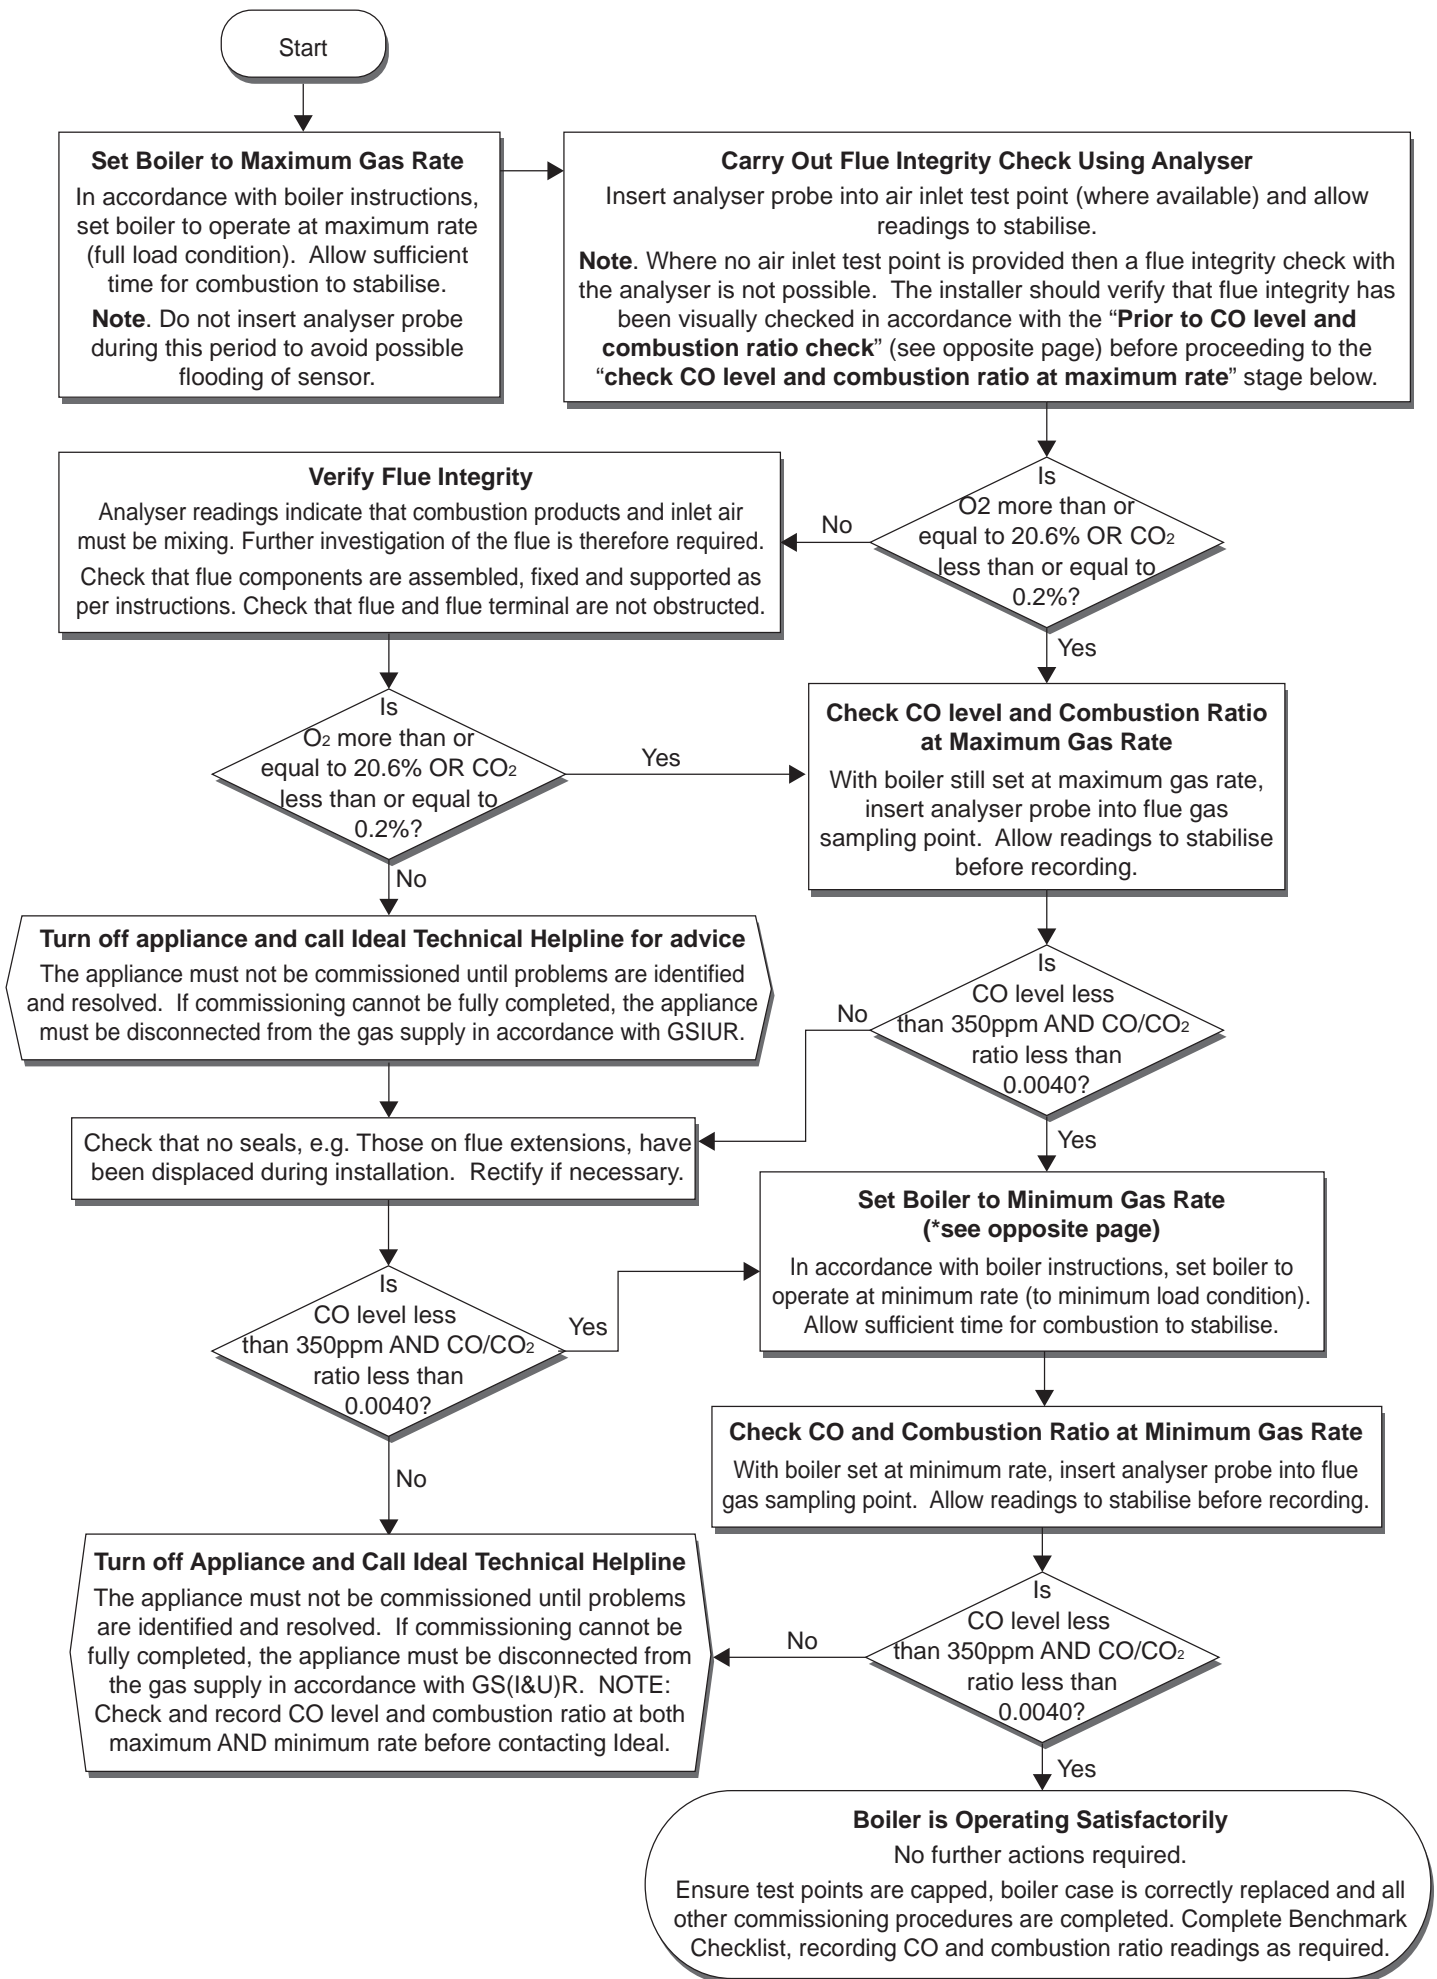 Start
Set Boiler to Maximum Gas Rate
In accordance with boiler instructions,
set boiler to operate at maximum rate
(full load condition).  Allow sufficient
time for combustion to stabilise.
Note. Do not insert analyser probe
during this period to avoid possible
flooding of sensor.
Carry Out Flue Integrity Check Using Analyser
Insert analyser probe into air inlet test point (where available) and allow
readings to stabilise.
Note. Where no air inlet test point is provided then a flue integrity check with
the analyser is not possible.  The installer should verify that flue integrity has
been visually checked in accordance with the “Prior to CO level and
combustion ratio check” (see opposite page) before proceeding to the
“check CO level and combustion ratio at maximum rate” stage below.
Is
O2 more than or
equal to 20.6% OR CO2
less than or equal to
0.2%?
No
Yes
Verify Flue Integrity
Analyser readings indicate that combustion products and inlet air
must be mixing. Further investigation of the flue is therefore required.
Check that flue components are assembled, fixed and supported as
per instructions. Check that flue and flue terminal are not obstructed.
Is
O2 more than or
equal to 20.6% OR CO2
less than or equal to
0.2%?
Yes
No
Check CO level and Combustion Ratio
at Maximum Gas Rate
With boiler still set at maximum gas rate,
insert analyser probe into flue gas
sampling point.  Allow readings to stabilise
before recording.
Turn off appliance and call Ideal Technical Helpline for advice
The appliance must not be commissioned until problems are identified
and resolved.  If commissioning cannot be fully completed, the appliance
must be disconnected from the gas supply in accordance with GSIUR.
Is
CO level less
than 350ppm AND CO/CO2
ratio less than
0.0040?
No
Yes
Check that no seals, e.g. Those on flue extensions, have
been displaced during installation.  Rectify if necessary.
Set Boiler to Minimum Gas Rate
(*see opposite page)
In accordance with boiler instructions, set boiler to
operate at minimum rate (to minimum load condition).
Allow sufficient time for combustion to stabilise.
Is
CO level less
than 350ppm AND CO/CO2
ratio less than
0.0040?
Yes
No
Check CO and Combustion Ratio at Minimum Gas Rate
With boiler set at minimum rate, insert analyser probe into flue
gas sampling point.  Allow readings to stabilise before recording.
Turn off Appliance and Call Ideal Technical Helpline
The appliance must not be commissioned until problems
are identified and resolved.  If commissioning cannot be
fully completed, the appliance must be disconnected from
the gas supply in accordance with GS(I&U)R.  NOTE:
Check and record CO level and combustion ratio at both
maximum AND minimum rate before contacting Ideal.
Is
CO level less
than 350ppm AND CO/CO2
ratio less than
0.0040?
No
Yes
Boiler is Operating Satisfactorily
No further actions required.
Ensure test points are capped, boiler case is correctly replaced and all
other commissioning procedures are completed. Complete Benchmark
Checklist, recording CO and combustion ratio readings as required.